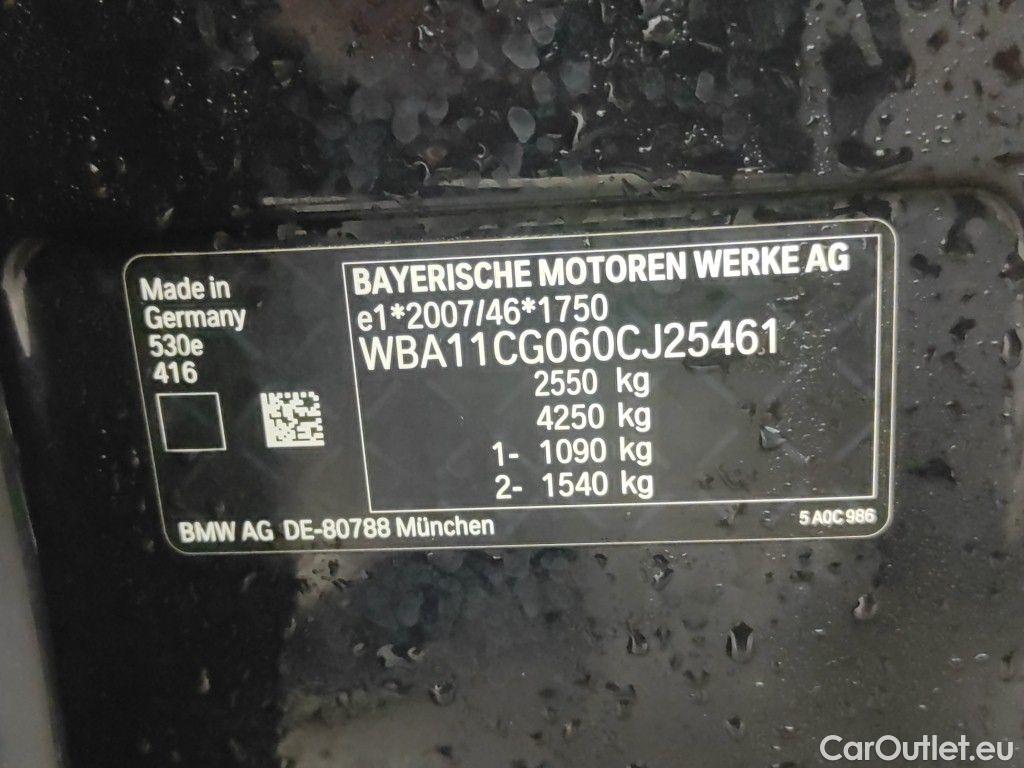 Made in
Germany
530e
416
BAYERISCHE MOTOREN WERKE AG
e1*2007/46*1750
WBA11CG060CJ25461
2550 kg
4250 kg
1- 1090 kg
2- 1540 kg
BMW AG DE-80788 München
5 A0C 986
CarOutlet.eu